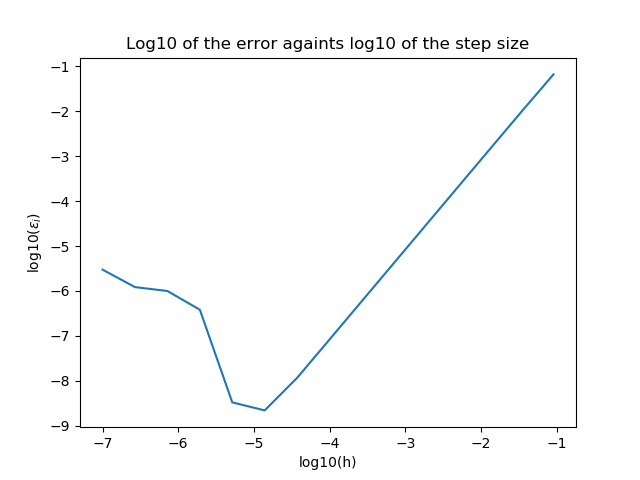 Log10 of the error againts log10 of the step size
−1
−2
−3
−4
−5
−6
−7
−8
−9
log10(εᵢ)
−7 −6 −5 −4 −3 −2 −1
log10(h)